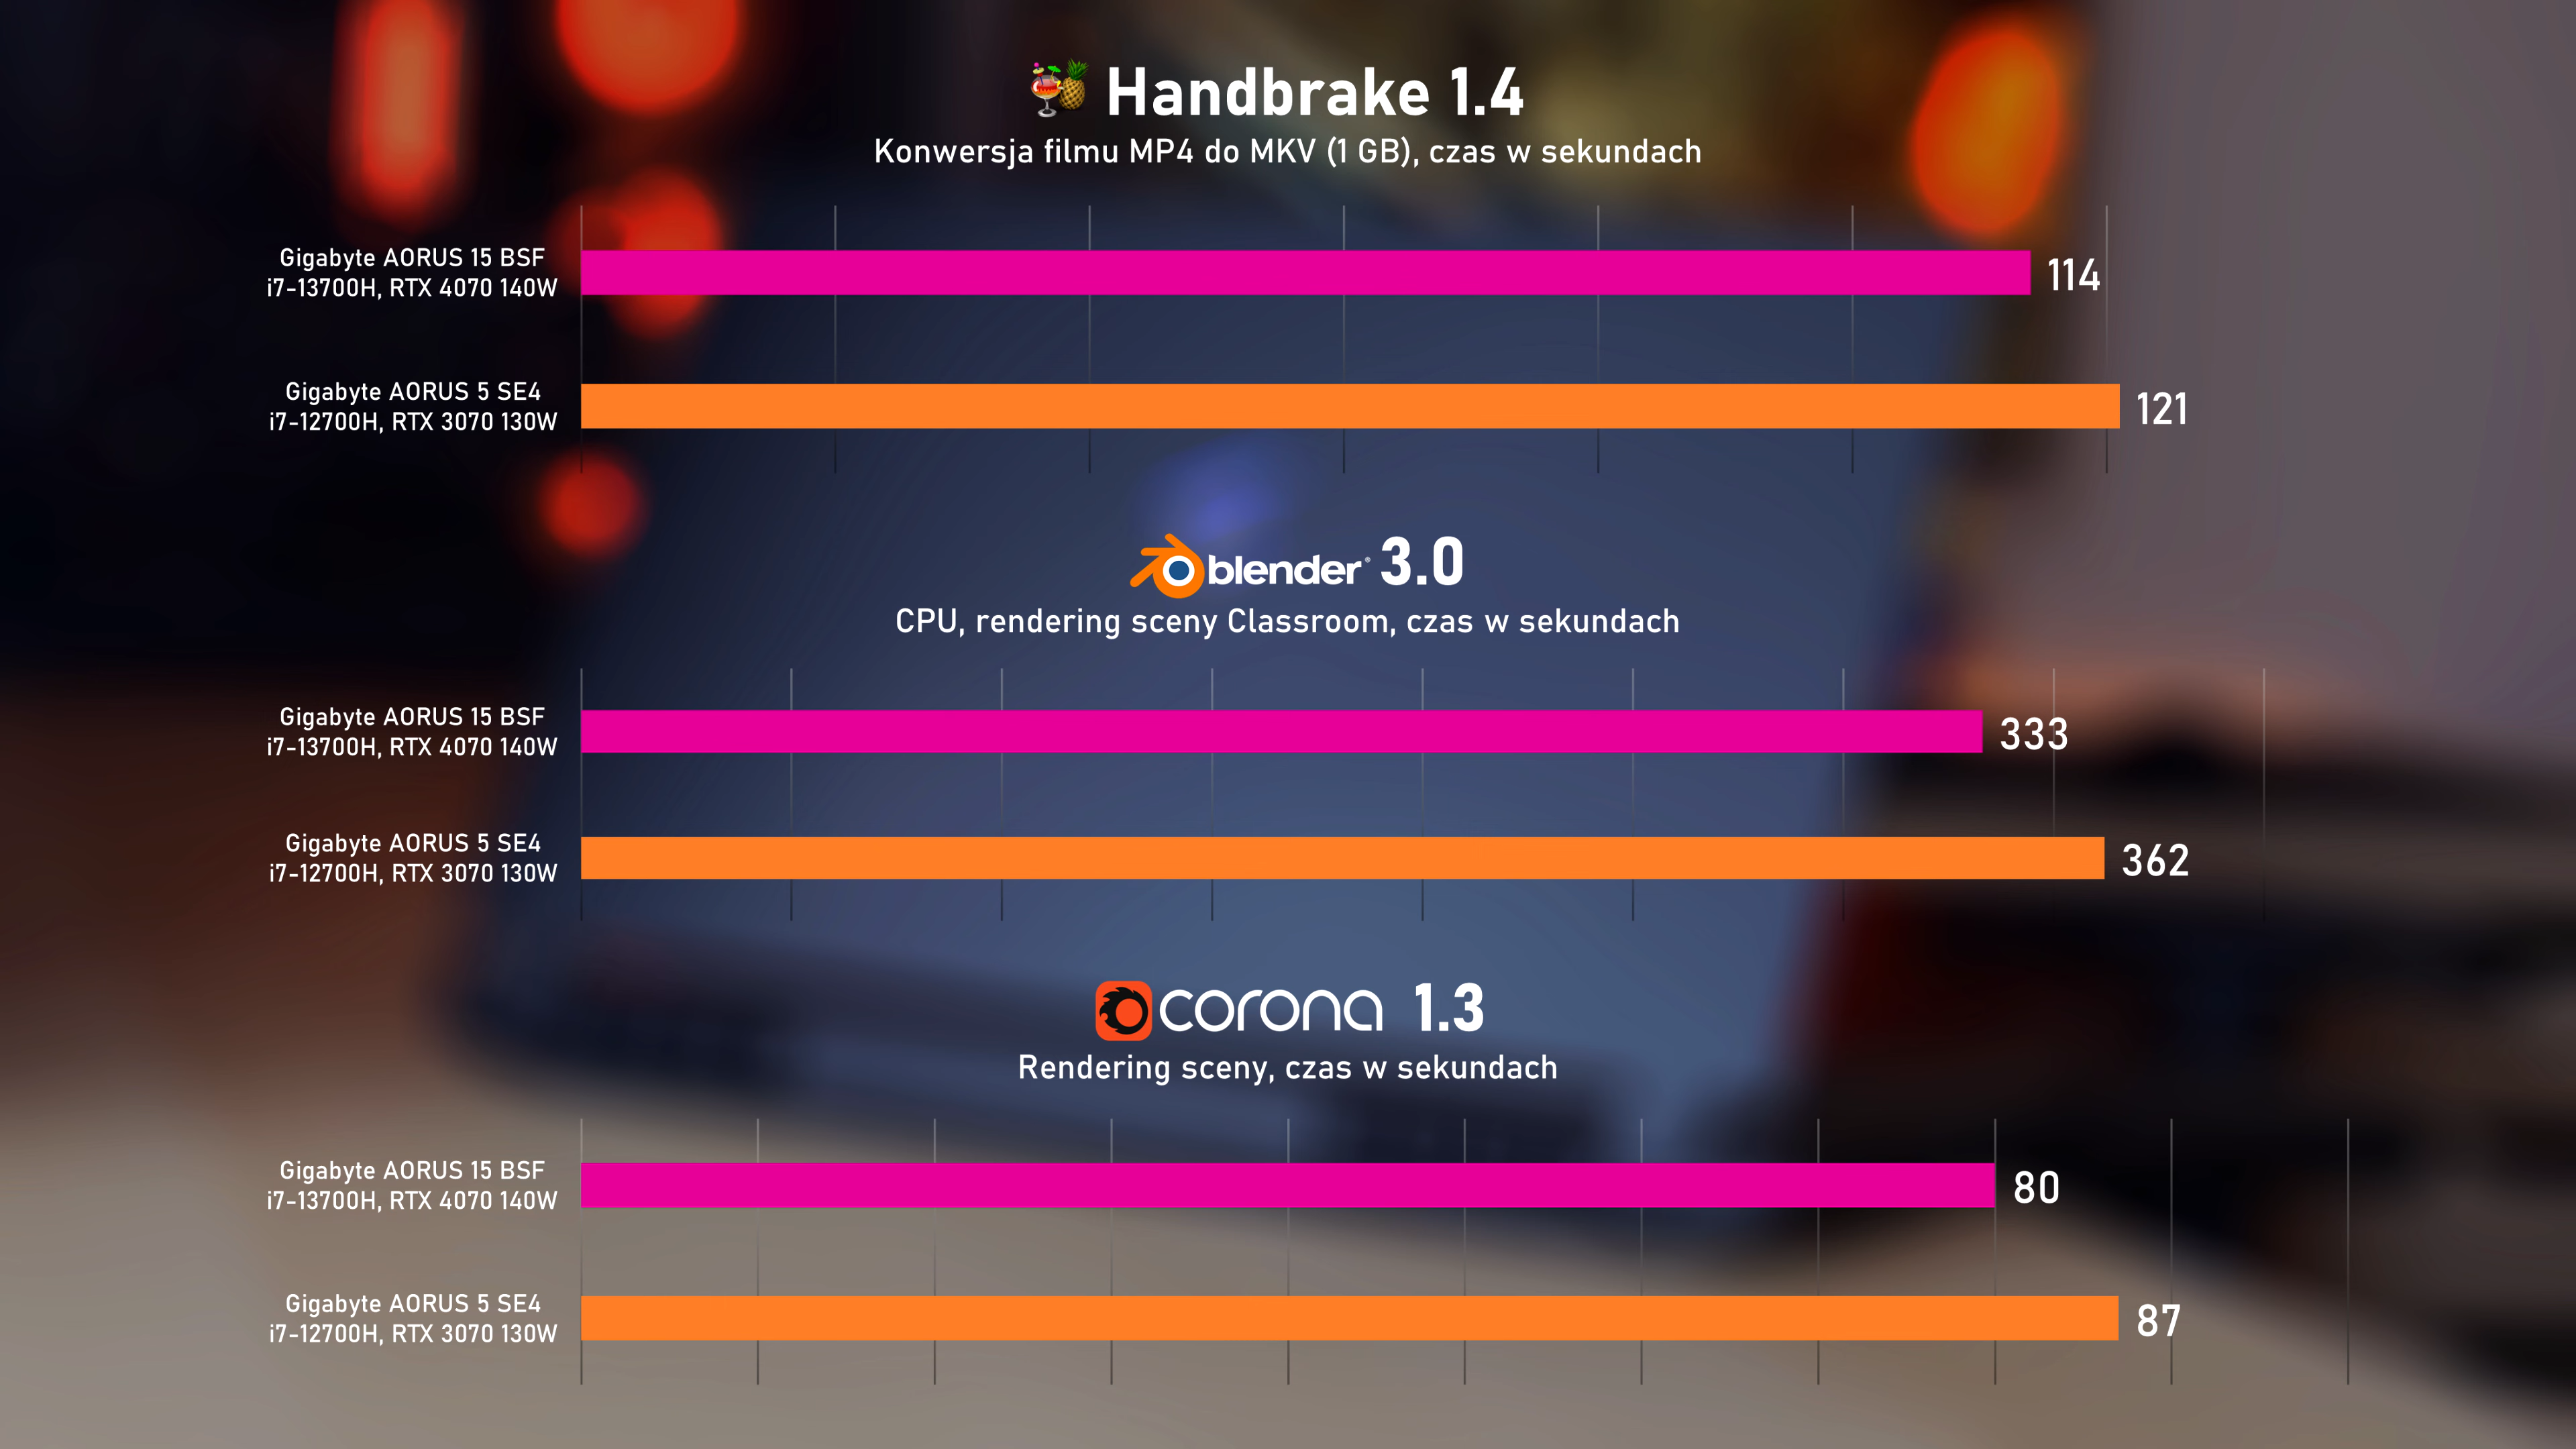 Handbrake 1.4
Konwersja filmu MP4 do MKV (1 GB), czas w sekundach
Gigabyte AORUS 15 BSF
i7-13700H, RTX 4070 140W
114
Gigabyte AORUS 5 SE4
i7-12700H, RTX 3070 130W
121
blender® 3.0
CPU, rendering sceny Classroom, czas w sekundach
Gigabyte AORUS 15 BSF
i7-13700H, RTX 4070 140W
333
Gigabyte AORUS 5 SE4
i7-12700H, RTX 3070 130W
362
corona 1.3
Rendering sceny, czas w sekundach
Gigabyte AORUS 15 BSF
i7-13700H, RTX 4070 140W
80
Gigabyte AORUS 5 SE4
i7-12700H, RTX 3070 130W
87